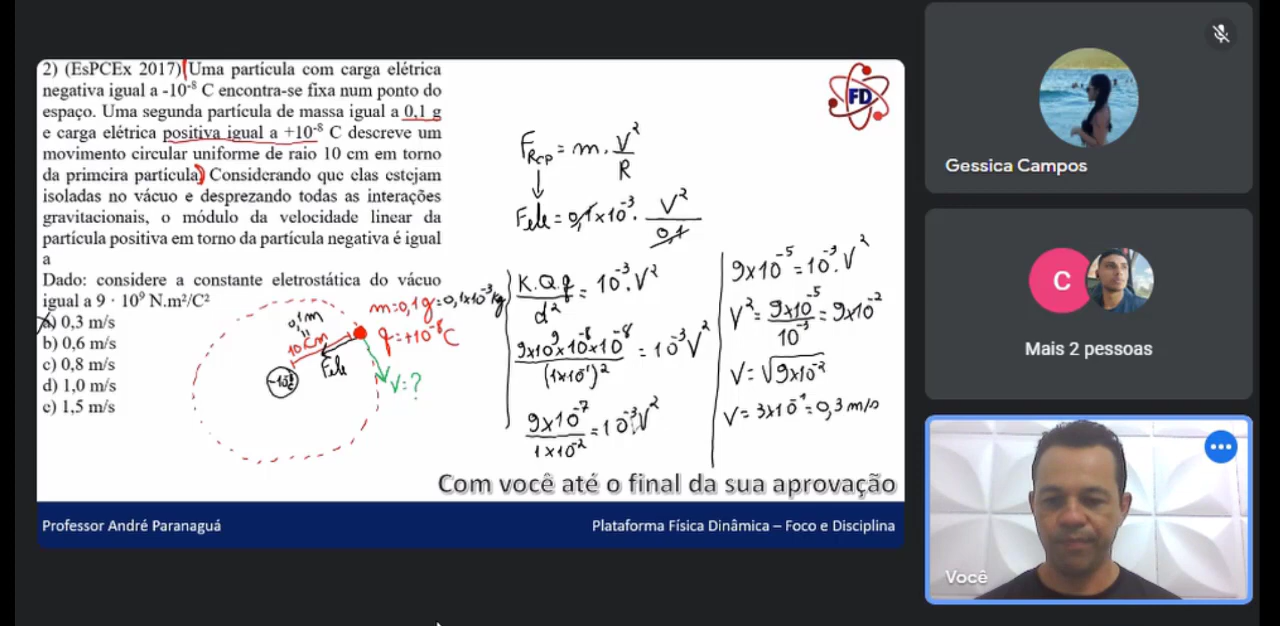 2) (EsPCEx 2017) Uma partícula com carga elétrica
negativa igual a -10⁻⁸ C encontra-se fixa num ponto do
espaço. Uma segunda partícula de massa igual a 0,1 g
e carga elétrica positiva igual a +10⁻⁸ C descreve um
movimento circular uniforme de raio 10 cm em torno
da primeira partícula. Considerando que elas estejam
isoladas no vácuo e desprezando todas as interações
gravitacionais, o módulo da velocidade linear da
partícula positiva em torno da partícula negativa é igual
a
Dado: considere a constante eletrostática do vácuo
igual a 9 · 10⁹ N.m²/C²
a) 0,3 m/s
b) 0,6 m/s
c) 0,8 m/s
d) 1,0 m/s
e) 1,5 m/s
0,1m
10cm
Fele
-10⁻⁸C
m=0,1g=0,1x10⁻³kg
q=+10⁻⁸C
V=?
FD
FRcp = m. V²/R
Fele = 0,1x10⁻³. V²/0,1
K.Q.q/d² = 10⁻³.V²
9x10⁹x10⁻⁸x10⁻⁸/(1x10⁻¹)² = 10⁻³V²
9x10⁻⁷/1x10⁻² = 10⁻³V²
9x10⁻⁵ = 10⁻³.V²
V² = 9x10⁻⁵/10⁻³ = 9x10⁻²
V = √9x10⁻²
V = 3x10⁻¹ = 0,3 m/s
Com você até o final da sua aprovação
Professor André Paranaguá
Plataforma Física Dinâmica – Foco e Disciplina
Gessica Campos
C
Mais 2 pessoas
Você